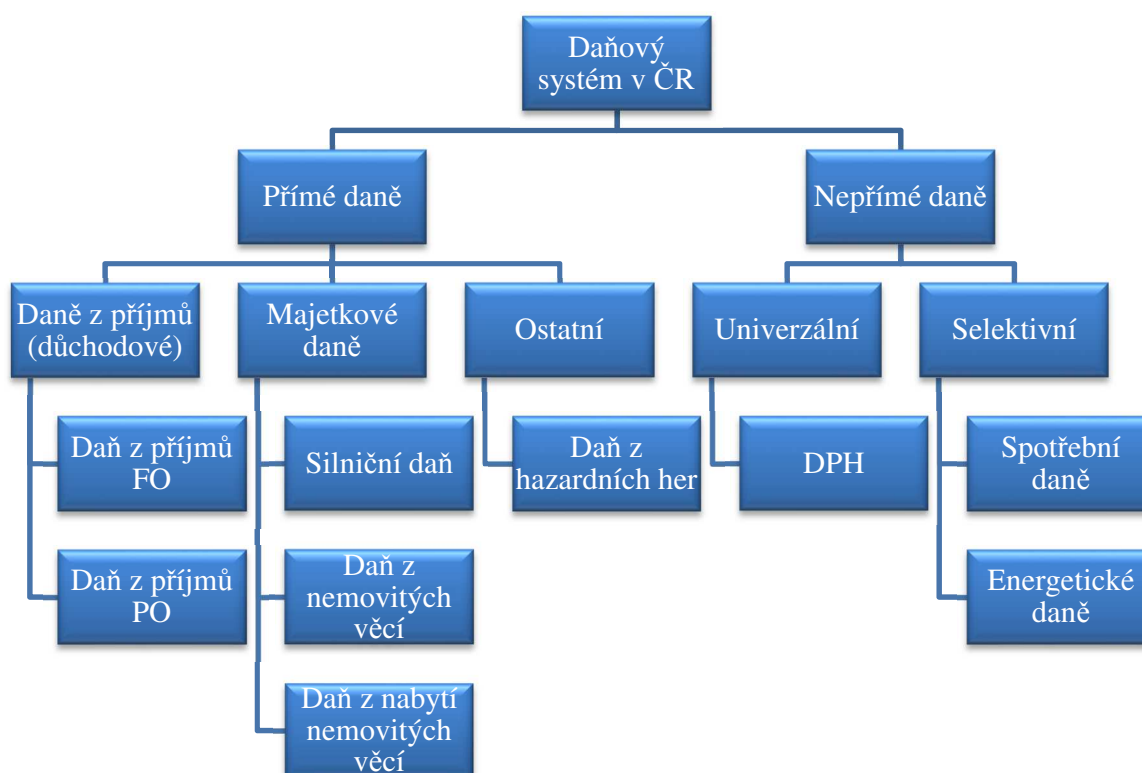 Daňový
systém v ČR
Přímé daně
Nepřímé daně
Daně z příjmů
(důchodové)
Majetkové
daně
Ostatní
Univerzální
Selektivní
Daň z příjmů
FO
Silniční daň
Daň z
hazardních her
DPH
Spotřební
daně
Daň z příjmů
PO
Daň z
nemovitých
věcí
Energetické
daně
Daň z nabytí
nemovitých
věcí